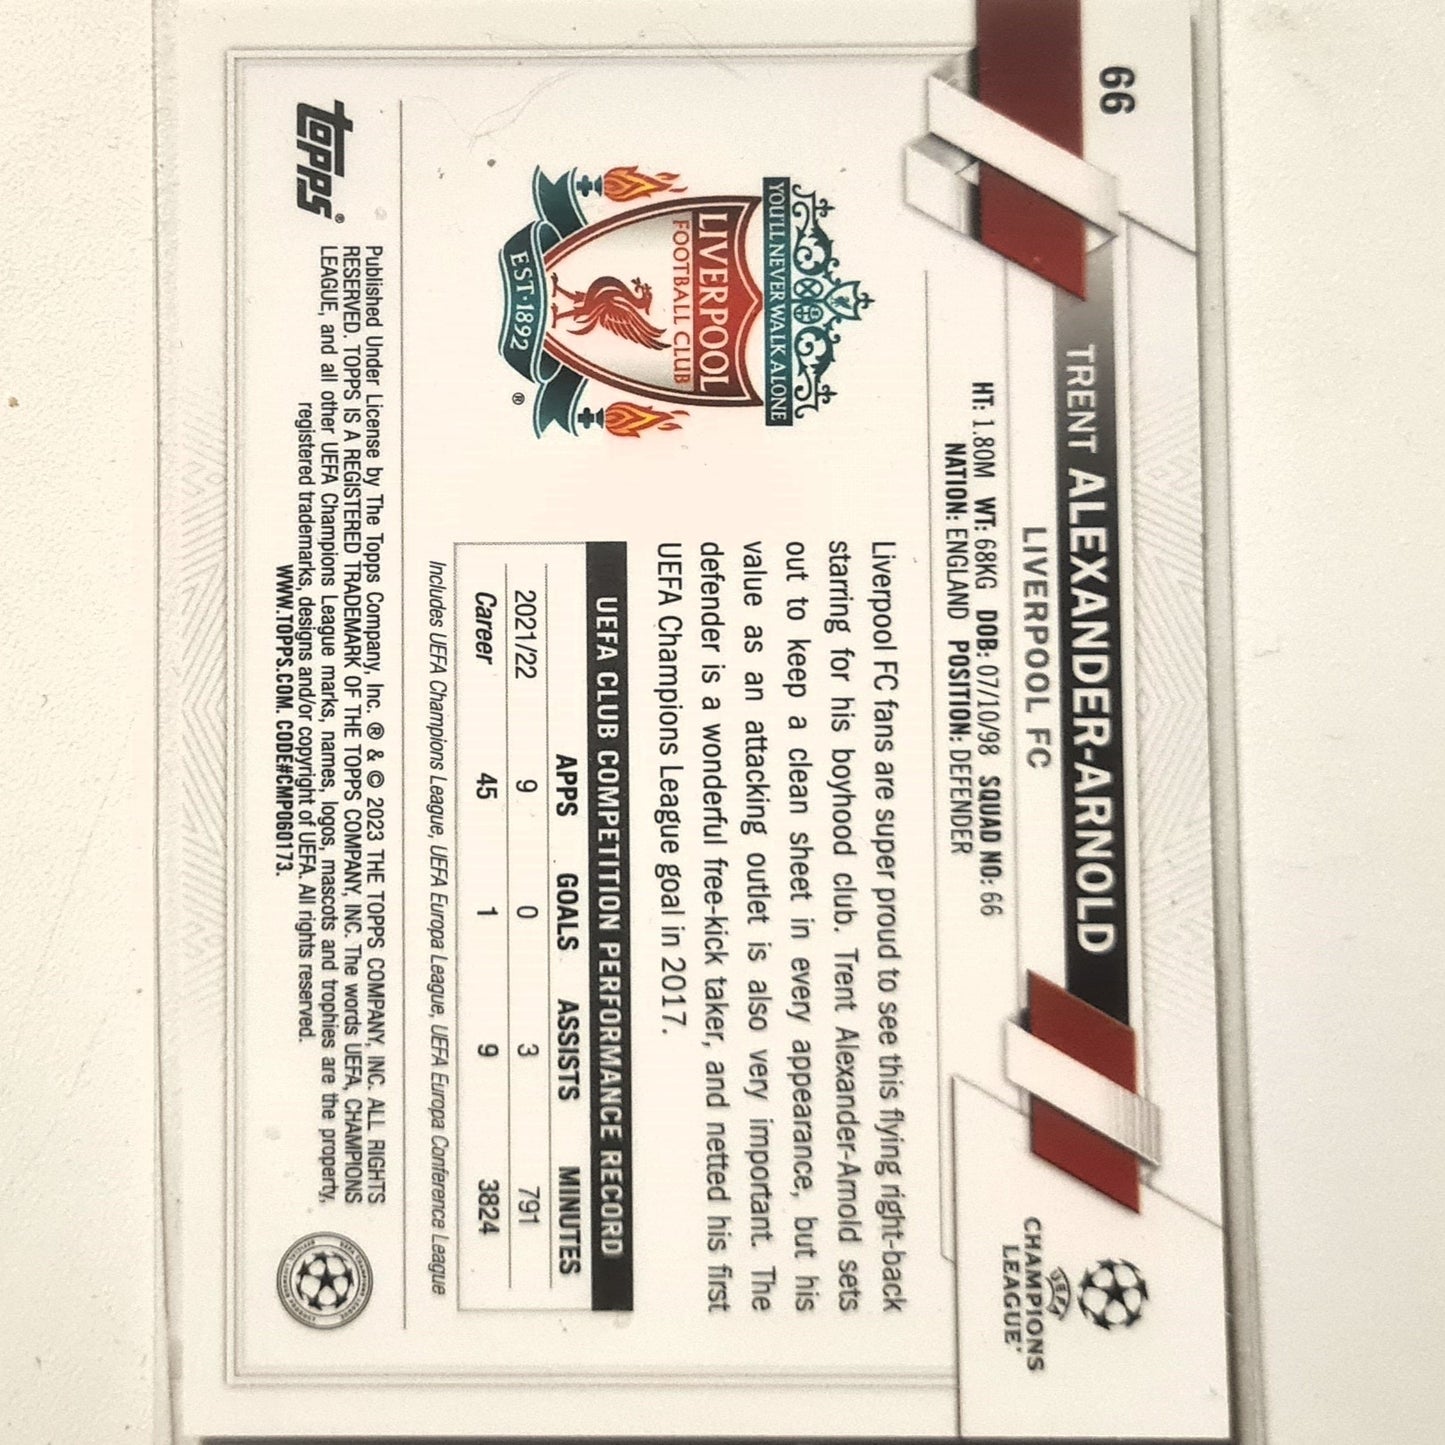 66
TRENT ALEXANDER-ARNOLD
LIVERPOOL FC
HT: 1.80M WT: 68KG DOB: 07/10/98 SQUAD NO: 66
NATION: ENGLAND POSITION: DEFENDER
UEFA
CHAMPIONS
LEAGUE
YOU'LL NEVER WALK ALONE
LIVERPOOL
FOOTBALL CLUB
EST·1892
®
Liverpool FC fans are super proud to see this flying right-back
starring for his boyhood club. Trent Alexander-Arnold sets
out to keep a clean sheet in every appearance, but his
value as an attacking outlet is also very important. The
defender is a wonderful free-kick taker, and netted his first
UEFA Champions League goal in 2017.
UEFA CLUB COMPETITION PERFORMANCE RECORD
APPS GOALS ASSISTS MINUTES
2021/22 9 0 3 791
Career 45 1 9 3824
Includes UEFA Champions League, UEFA Europa League, UEFA Europa Conference League
topps®
Published Under License by The Topps Company, Inc. ® & © 2023 THE TOPPS COMPANY, INC. ALL RIGHTS
RESERVED. TOPPS IS A REGISTERED TRADEMARK OF THE TOPPS COMPANY, INC. The words UEFA, CHAMPIONS
LEAGUE, and all other UEFA Champions League marks, names, logos, mascots and trophies are the property,
registered trademarks, designs and/or copyright of UEFA. All rights reserved.
WWW.TOPPS.COM. CODE#CMP060173.